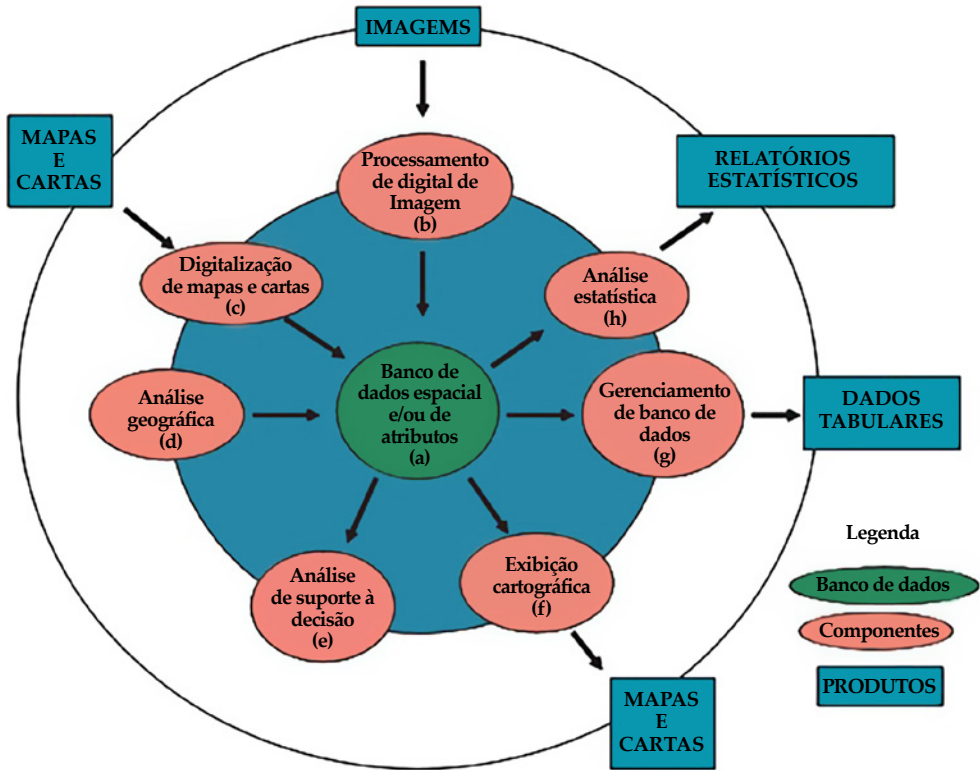 IMAGEMS
MAPAS
E
CARTAS
Processamento
de digital de
Imagem
(b)
RELATÓRIOS
ESTATÍSTICOS
Digitalização
de mapas e cartas
(c)
Análise
estatística
(h)
Análise
geográfica
(d)
Banco de
dados espacial
e/ou de
atributos
(a)
Gerenciamento
de banco de
dados
(g)
DADOS
TABULARES
Análise
de suporte à
decisão
(e)
Exibição
cartográfica
(f)
MAPAS
E
CARTAS
Legenda
Banco de dados
Componentes
PRODUTOS